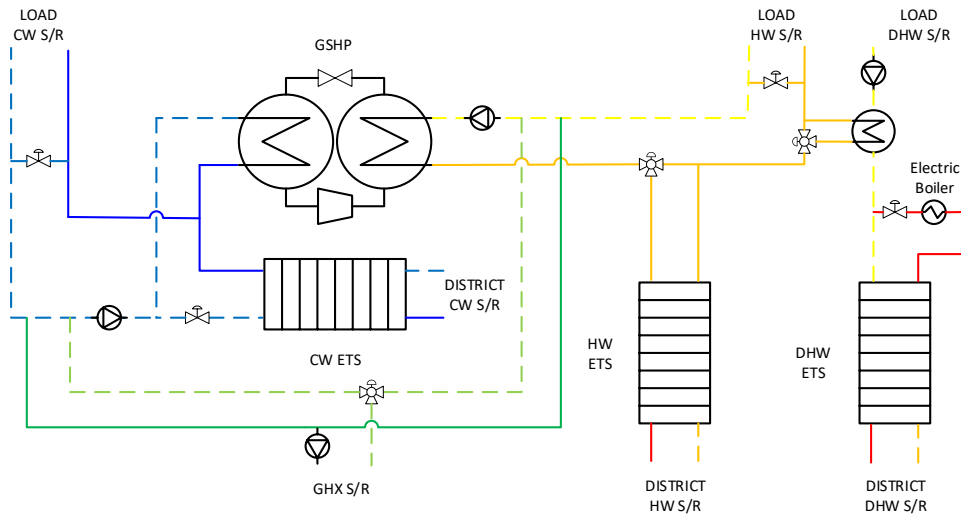 LOAD
CW S/R
GSHP
LOAD
HW S/R
LOAD
DHW S/R
Electric
Boiler
DISTRICT
CW S/R
CW ETS
HW
ETS
DHW
ETS
GHX S/R
DISTRICT
HW S/R
DISTRICT
DHW S/R